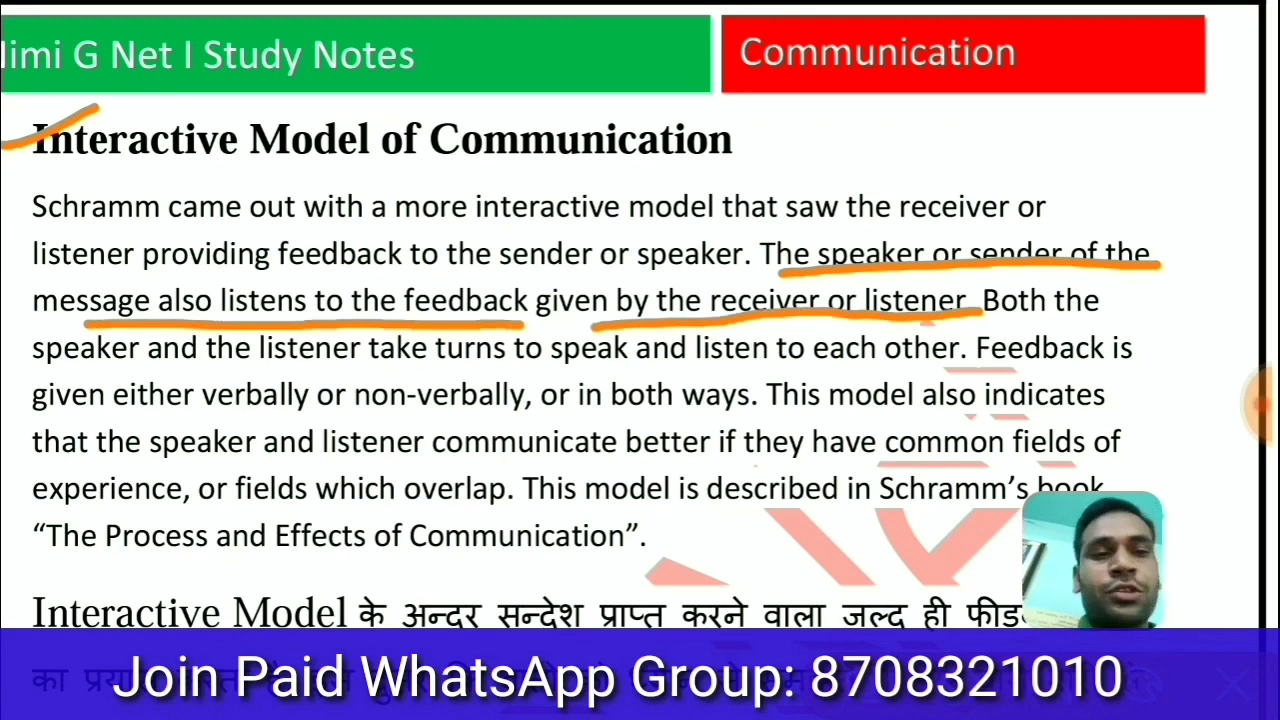 G Net I Study Notes
Communication
Interactive Model of Communication
Schramm came out with a more interactive model that saw the receiver or
listener providing feedback to the sender or speaker. The speaker or sender of the
message also listens to the feedback given by the receiver or listener Both the
speaker and the listener take turns to speak and listen to each other. Feedback is
given either verbally or non-verbally, or in both ways. This model also indicates
that the speaker and listener communicate better if they have common fields of
experience, or fields which overlap. This model is described in Schramm’s book
“The Process and Effects of Communication”.
Interactive Model के अन्दर सन्देश प्राप्त करने वाला जल्द ही
Join Paid WhatsApp Group: 8708321010